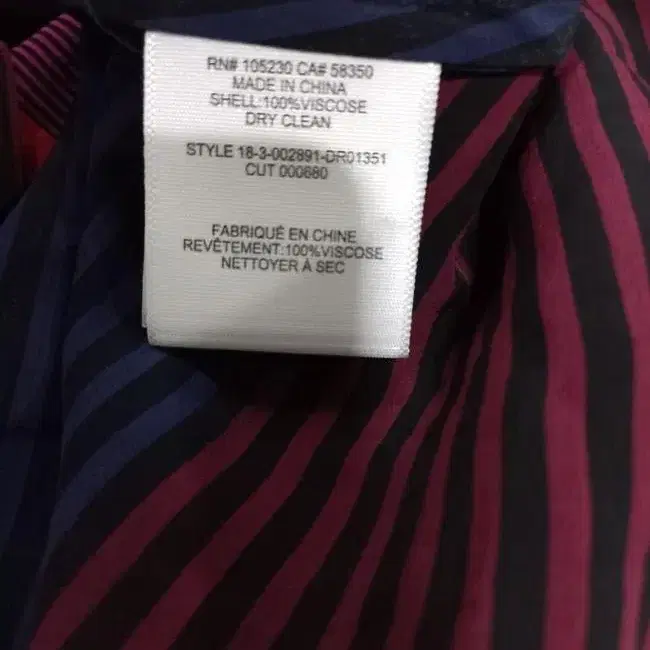 RN# 105230 CA# 58350
MADE IN CHINA
SHELL:100%VISCOSE
DRY CLEAN
STYLE 18-3-002891-DR01351
CUT 000680
FABRIQUÉ EN CHINE
REVÊTEMENT:100%VISCOSE
NETTOYER À SEC